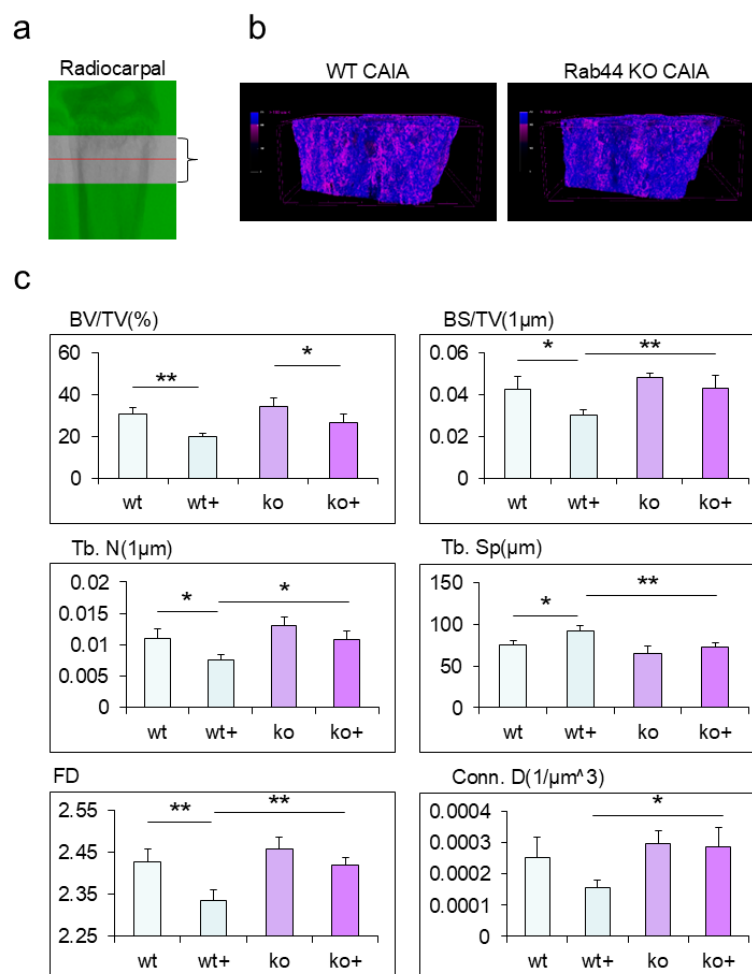 a
Radiocarpal
b
WT CAIA
Rab44 KO CAIA
c
BV/TV(%)
60
40
20
0
**
*
wt
wt+
ko
ko+
BS/TV(1µm)
0.06
0.04
0.02
0
*
**
wt
wt+
ko
ko+
Tb. N(1µm)
0.02
0.015
0.01
0.005
0
*
*
wt
wt+
ko
ko+
Tb. Sp(µm)
150
100
50
0
*
**
wt
wt+
ko
ko+
FD
2.55
2.45
2.35
2.25
**
**
wt
wt+
ko
ko+
Conn. D(1/µm^3)
0.0004
0.0003
0.0002
0.0001
0
*
wt
wt+
ko
ko+